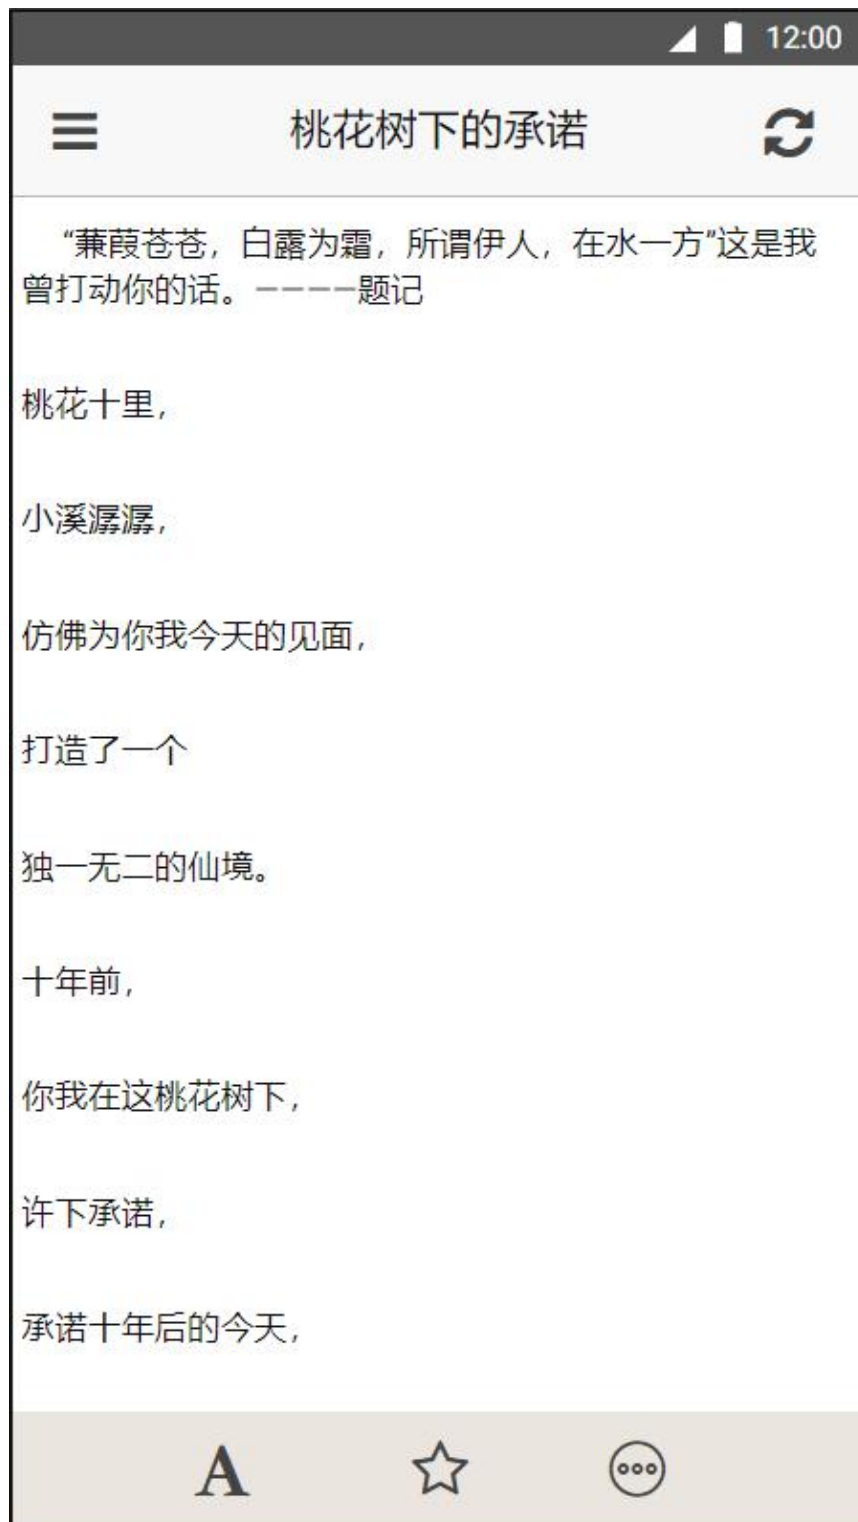 12:00
桃花树下的承诺
“蒹葭苍苍，白露为霜，所谓伊人，在水一方”这是我
曾打动你的话。————题记
桃花十里，
小溪潺潺，
仿佛为你我今天的见面，
打造了一个
独一无二的仙境。
十年前，
你我在这桃花树下，
许下承诺，
承诺十年后的今天，
A